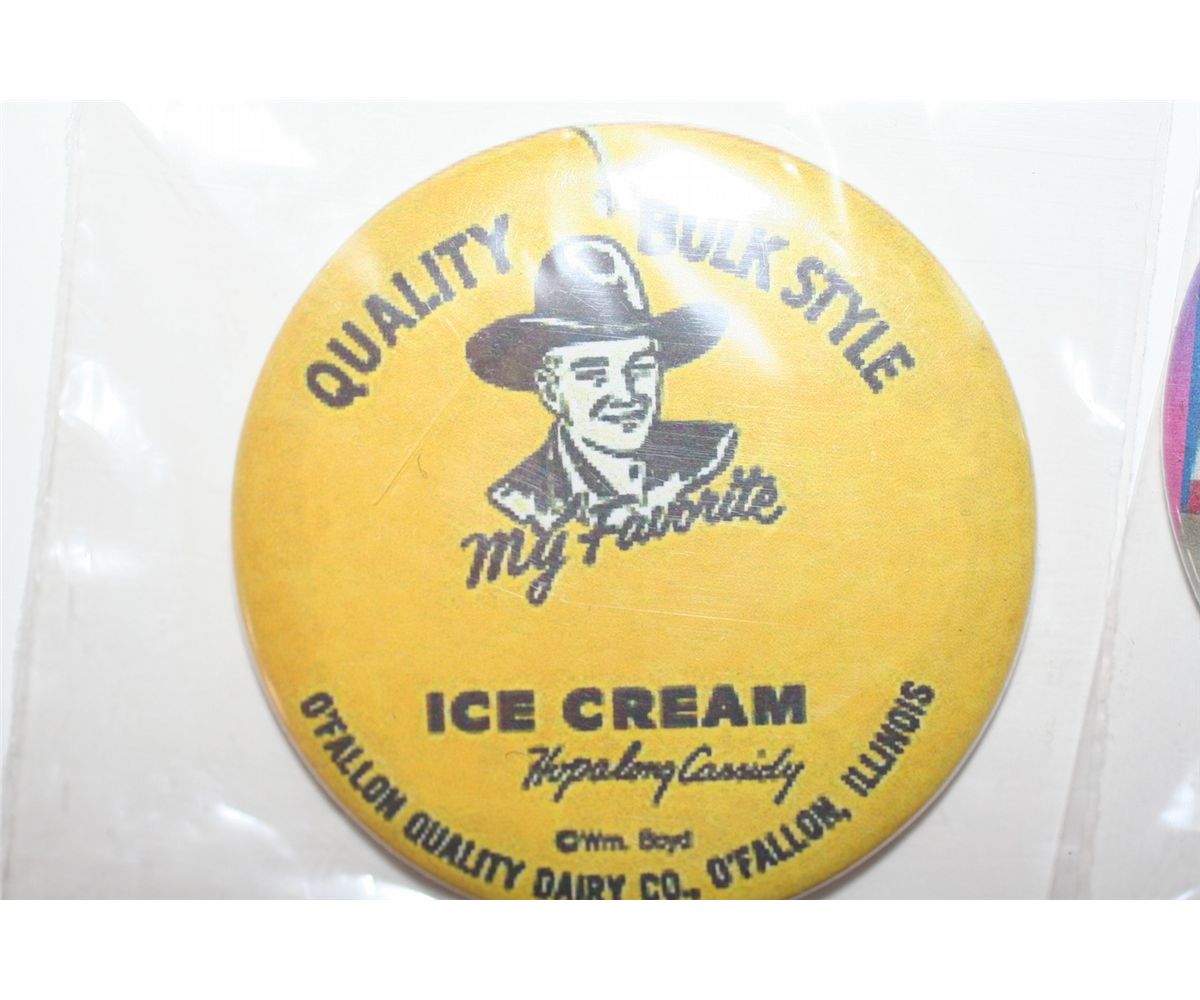 QUALITY BULK STYLE
My Favorite
ICE CREAM
Hopalong Cassidy
©Wm. Boyd
O'FALLON QUALITY DAIRY CO., O'FALLON, ILLINOIS